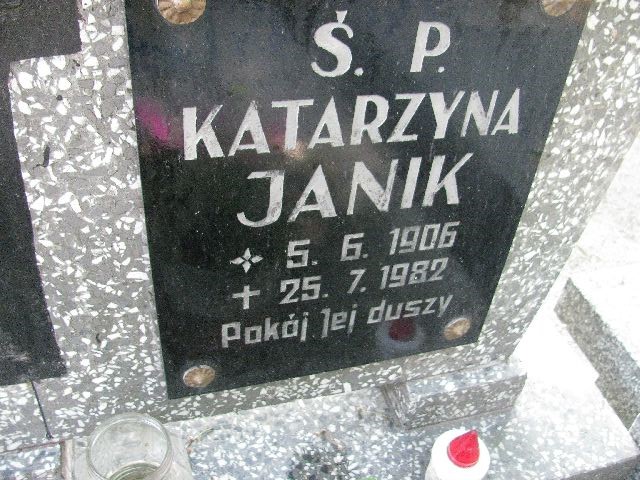 Ś. P.
KATARZYNA
JANIK
5. 6. 1906
25. 7. 1982
Pokój Jej duszy